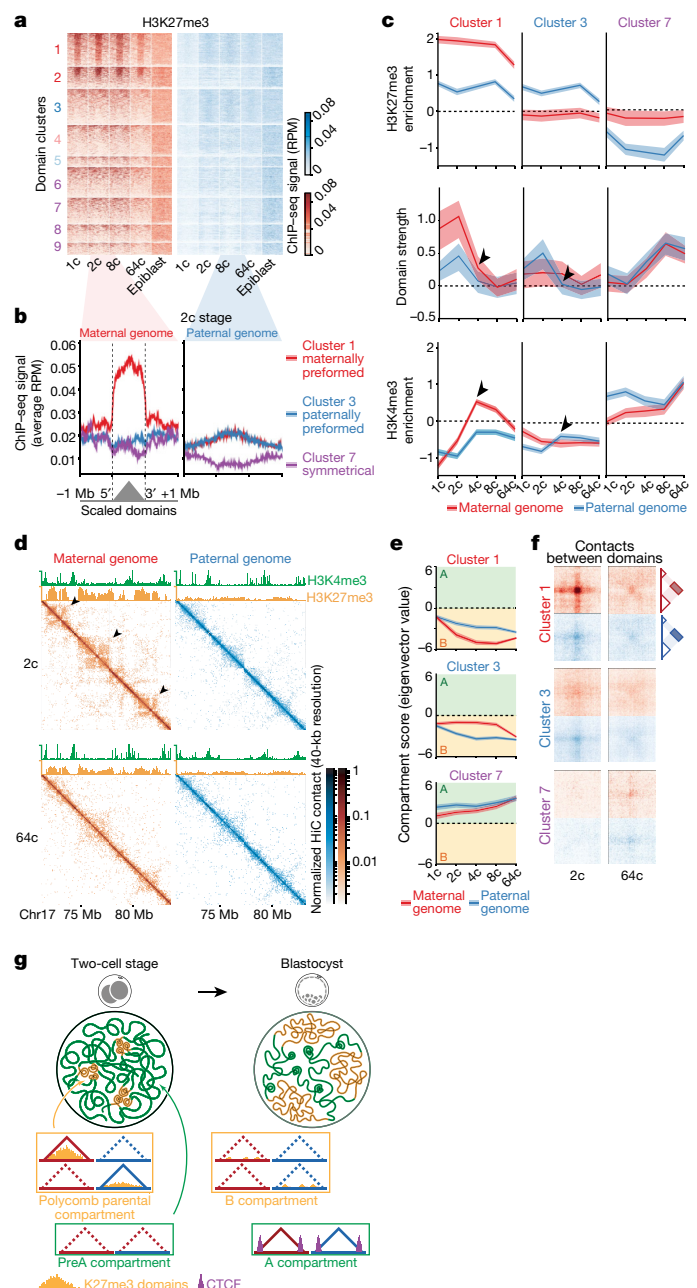 a
H3K27me3
Domain clusters
1
2
3
4
5
6
7
8
9
1c
2c
8c
64c
Epiblast
1c
2c
8c
64c
Epiblast
ChIP–seq signal (RPM)
0.08
0.04
0
0.08
0.04
0
b
2c stage
Maternal genome
Paternal genome
ChIP–seq signal
(average RPM)
0.06
0.05
0.04
0.03
0.02
0.01
Cluster 1
maternally
preformed
Cluster 3
paternally
preformed
Cluster 7
symmetrical
−1 Mb 5′ 3′ +1 Mb
Scaled domains
c
Cluster 1 Cluster 3 Cluster 7
H3K27me3
enrichment
2
1
0
−1
Domain strength
1.0
0.5
0
−0.5
H3K4me3
enrichment
2
1
0
−1
1c 2c 4c 8c 64c
1c 2c 4c 8c 64c
1c 2c 4c 8c 64c
Maternal genome Paternal genome
d
Maternal genome Paternal genome
H3K4me3
H3K27me3
2c
64c
Chr17 75 Mb 80 Mb 75 Mb 80 Mb
Normalized HiC contact (40-kb resolution)
1
0.1
0.01
e
Cluster 1
6
A
0
B
−6
Cluster 3
6
A
0
B
−6
Cluster 7
6
A
0
B
−6
Compartment score (eigenvector value)
1c 2c 4c 8c 64c
Maternal
genome
Paternal
genome
f
Contacts
between domains
Cluster 1
Cluster 3
Cluster 7
2c 64c
g
Two-cell stage
Blastocyst
Polycomb parental
compartment
B compartment
PreA compartment
A compartment
K27me3 domains
CTCF